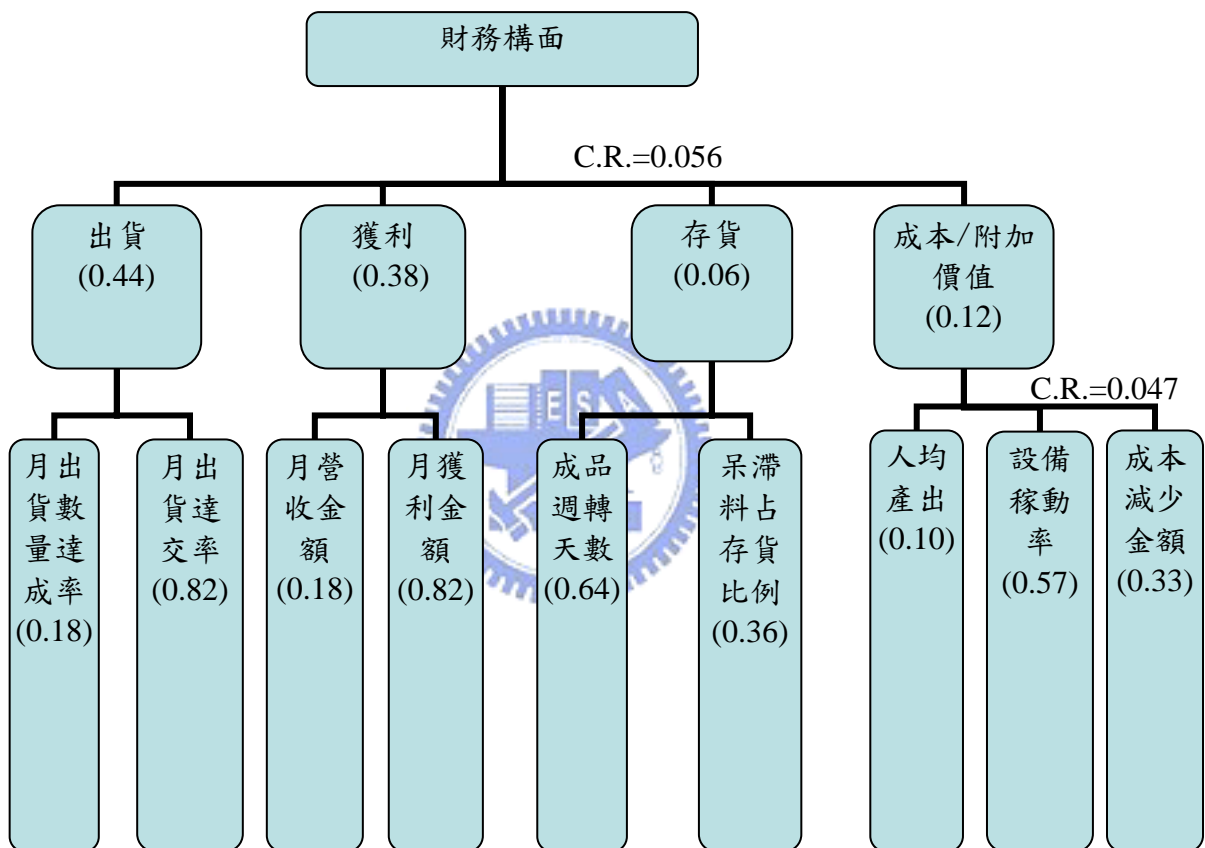 財務構面
C.R.=0.056
出貨
(0.44)
獲利
(0.38)
存貨
(0.06)
成本/附加
價值
(0.12)
C.R.=0.047
月出
貨數
量達
成率
(0.18)
月出
貨達
交率
(0.82)
月營
收金
額
(0.18)
月獲
利金
額
(0.82)
成品
週轉
天數
(0.64)
呆滯
料占
存貨
比例
(0.36)
人均
產出
(0.10)
設備
稼動
率
(0.57)
成本
減少
金額
(0.33)
E S A